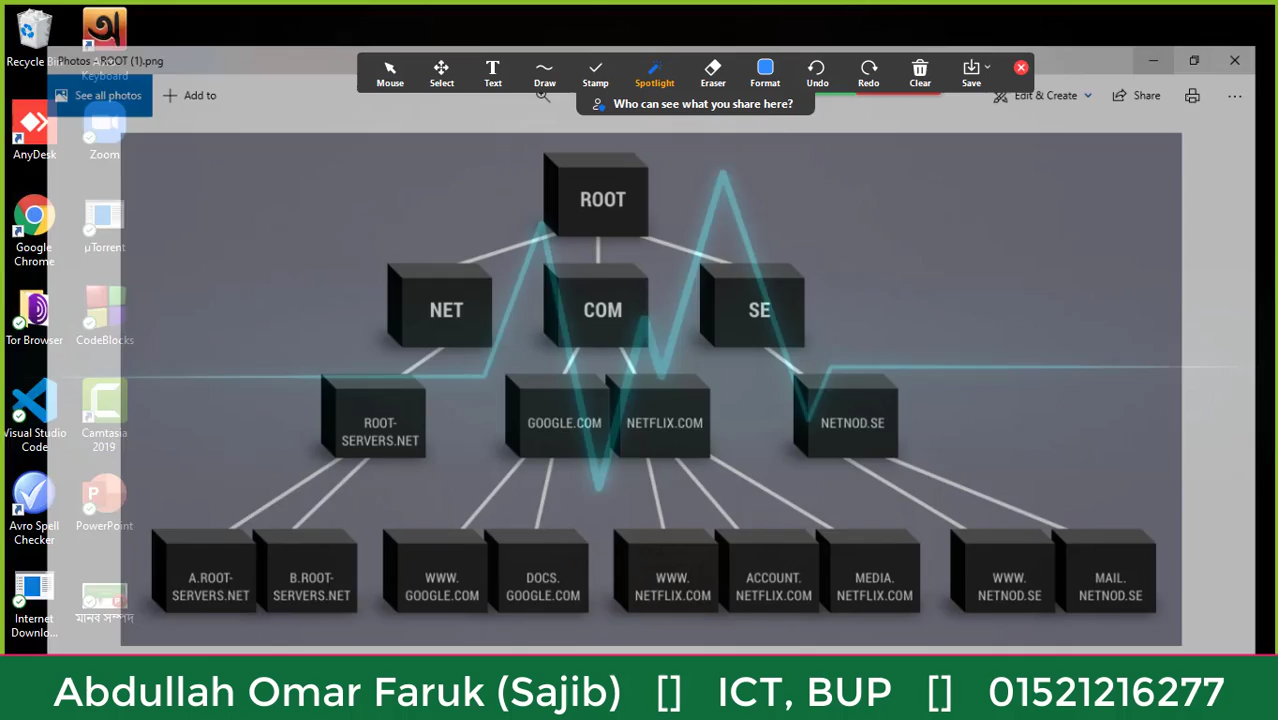 Recycle Bin
Keyboard
AnyDesk
Zoom
Google
Chrome
µTorrent
Tor Browser
CodeBlocks
Visual Studio
Code
Camtasia
2019
Avro Spell
Checker
PowerPoint
Internet
Downlo...
মানব সম্পদ
Photos - ROOT (1).png
See all photos
Add to
Mouse
Select
Text
Draw
Stamp
Spotlight
Eraser
Format
Undo
Redo
Clear
Save
Who can see what you share here?
Edit & Create
Share
ROOT
NET
COM
SE
ROOT-
SERVERS.NET
GOOGLE.COM
NETFLIX.COM
NETNOD.SE
A.ROOT-
SERVERS.NET
B.ROOT-
SERVERS.NET
WWW.
GOOGLE.COM
DOCS.
GOOGLE.COM
WWW.
NETFLIX.COM
ACCOUNT.
NETFLIX.COM
MEDIA.
NETFLIX.COM
WWW.
NETNOD.SE
MAIL.
NETNOD.SE
Abdullah Omar Faruk (Sajib) [] ICT, BUP [] 01521216277